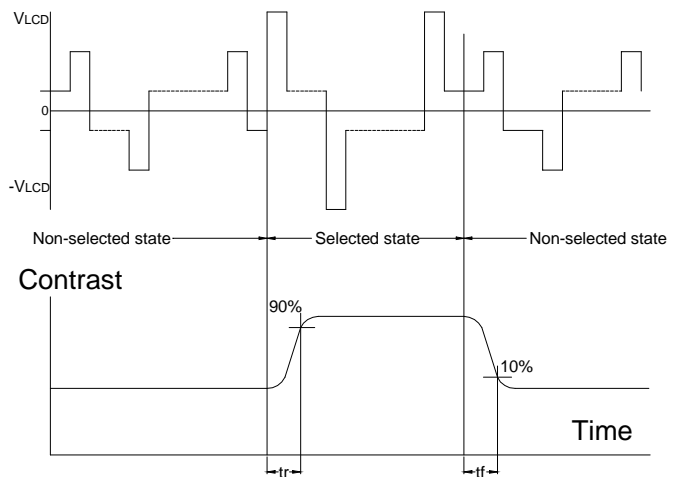 VLCD
0
-VLCD
Non-selected state
Selected state
Non-selected state
Contrast
90%
10%
Time
tr
tf